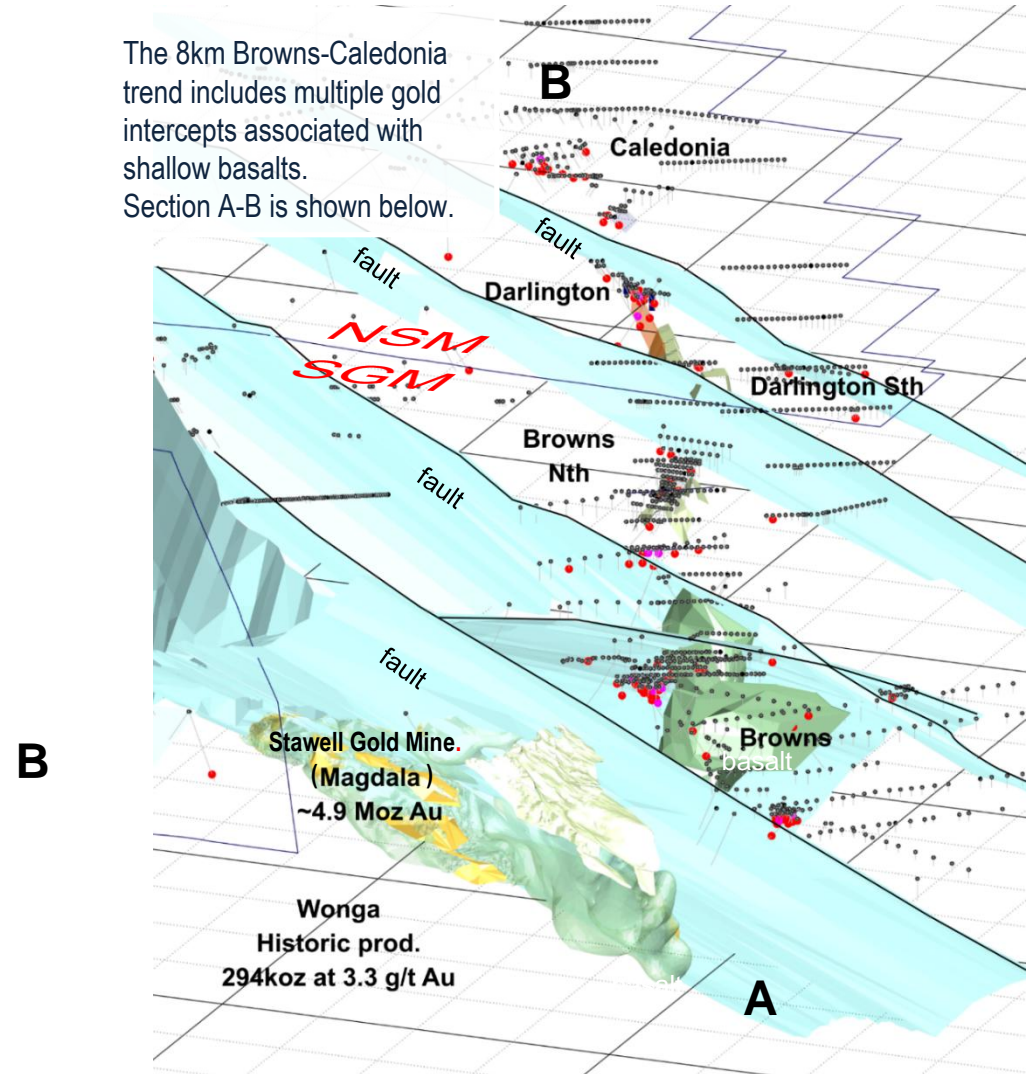 The 8km Browns-Caledonia
trend includes multiple gold
intercepts associated with
shallow basalts.
Section A-B is shown below.
B
Caledonia
fault
fault
Darlington
NSM
SGM
Darlington Sth
Browns
Nth
fault
fault
Stawell Gold Mine.
(Magdala)
~4.9 Moz Au
B
Browns
basalt
Wonga
Historic prod.
294koz at 3.3 g/t Au
A